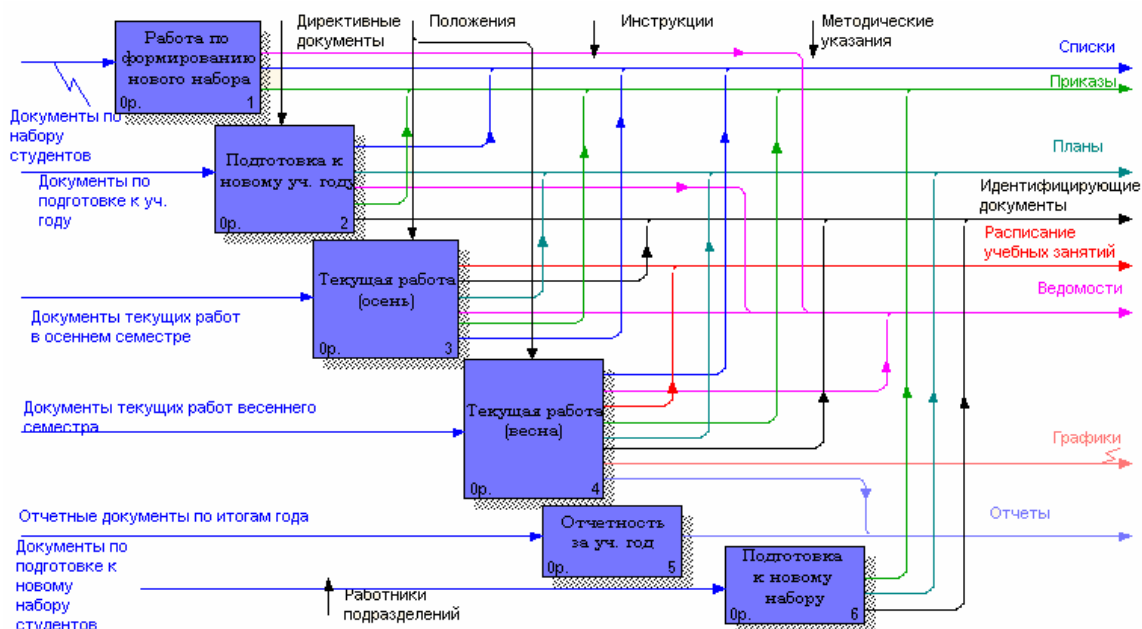 Директивные
документы
Положения
Инструкции
Методические
указания
Работа по
формированию
нового набора
0р. 1
Списки
Приказы
Документы по
набору
студентов
Подготовка к
новому уч. году
0р. 2
Планы
Документы по
подготовке к уч.
году
Идентифицирующие
документы
Расписание
учебных занятий
Текущая работа
(осень)
0р. 3
Ведомости
Документы текущих работ
в осеннем семестре
Текущая работа
(весна)
0р. 4
Документы текущих работ весеннего
семестра
Графики
Отчетные документы по итогам года
Отчетность
за уч. год
0р. 5
Отчеты
Документы по
подготовке к
новому
набору
студентов
Подготовка
к новому
набору
0р. 6
Работники
подразделений